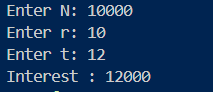 Enter N: 10000
Enter r: 10
Enter t: 12
Interest : 12000